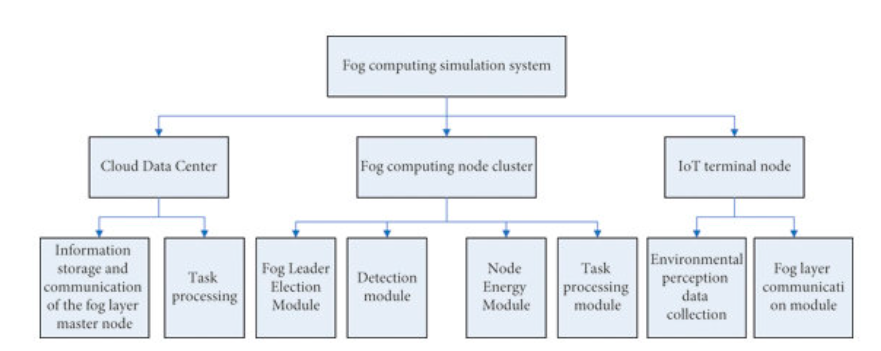 Fog computing simulation system
Cloud Data Center
Fog computing node cluster
IoT terminal node
Information
storage and
communication
of the fog layer
master node
Task
processing
Fog Leader
Election
Module
Detection
module
Node
Energy
Module
Task
processing
module
Environmental
perception
data
collection
Fog layer
communicati
on module